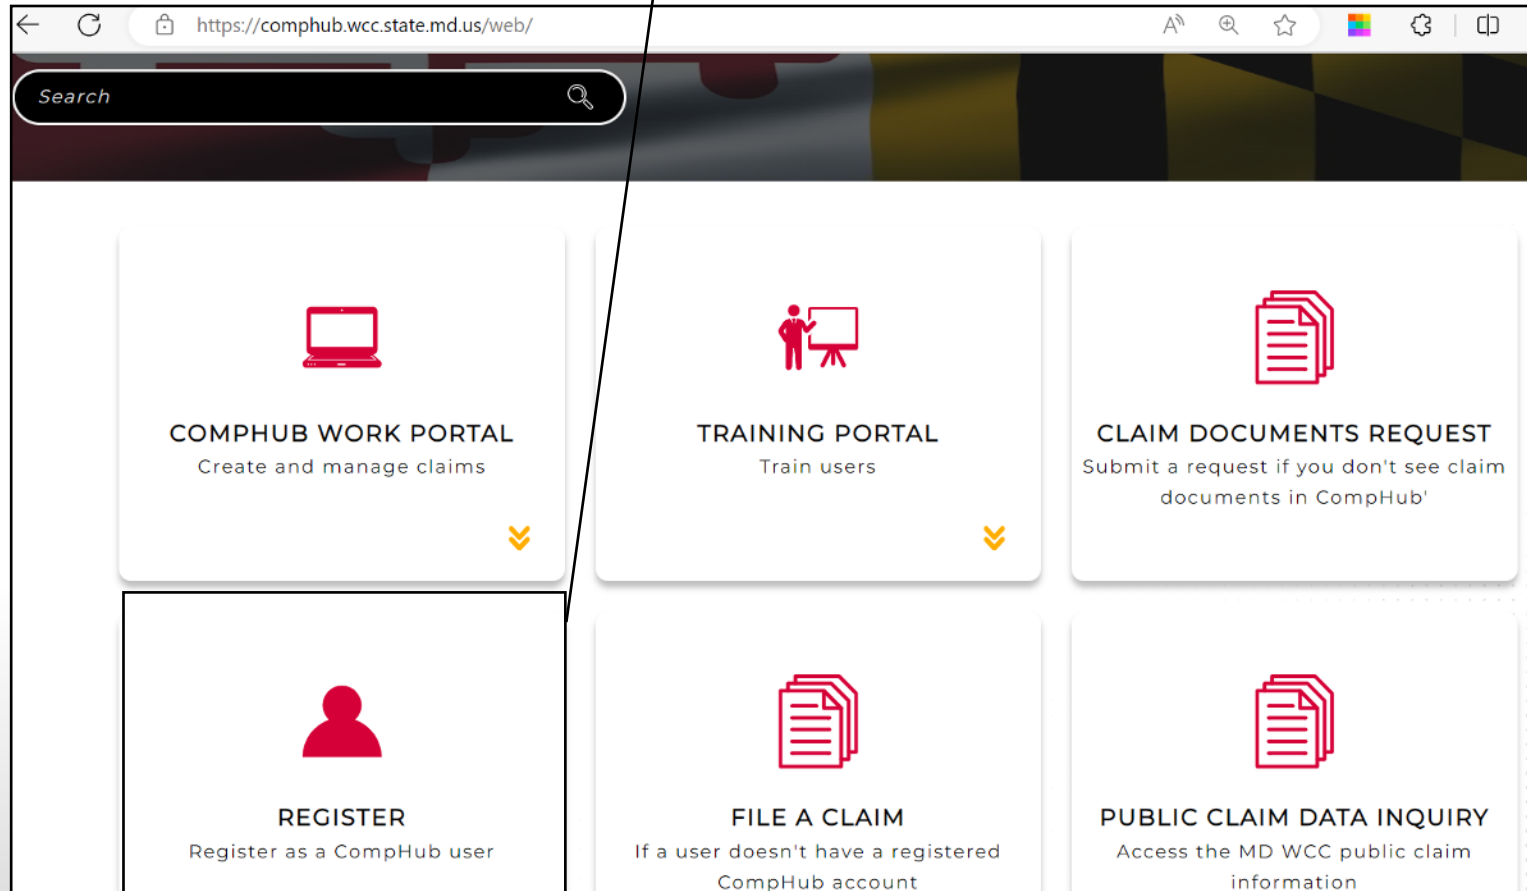 https://comphub.wcc.state.md.us/web/
Search
COMPHUB WORK PORTAL
Create and manage claims
TRAINING PORTAL
Train users
CLAIM DOCUMENTS REQUEST
Submit a request if you don't see claim
documents in CompHub'
REGISTER
Register as a CompHub user
FILE A CLAIM
If a user doesn't have a registered
CompHub account
PUBLIC CLAIM DATA INQUIRY
Access the MD WCC public claim
information